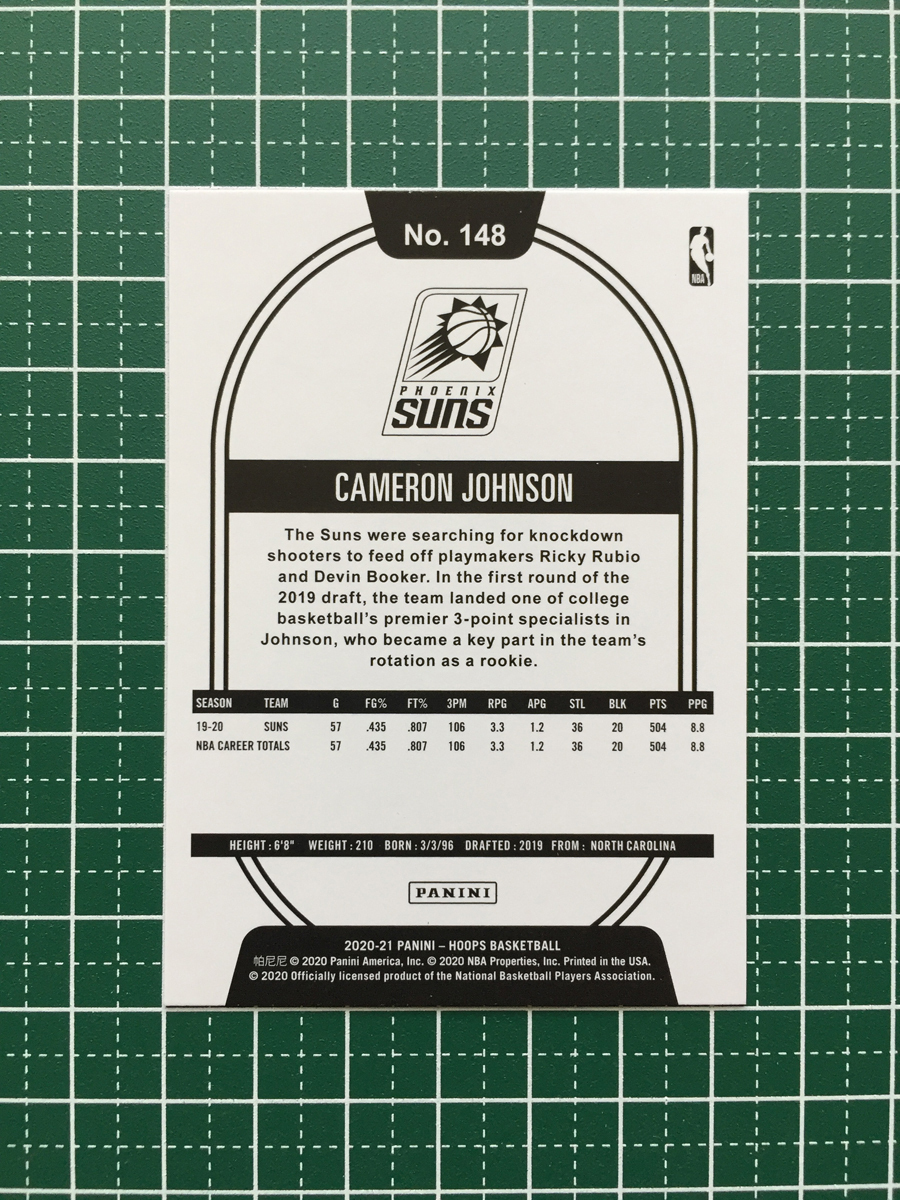 No. 148
NBA
PHOENIX
SUNS
CAMERON JOHNSON
The Suns were searching for knockdown
shooters to feed off playmakers Ricky Rubio
and Devin Booker. In the first round of the
2019 draft, the team landed one of college
basketball's premier 3-point specialists in
Johnson, who became a key part in the team's
rotation as a rookie.
SEASON TEAM G FG% FT% 3PM RPG APG STL BLK PTS PPG
19-20 SUNS 57 .435 .807 106 3.3 1.2 36 20 504 8.8
NBA CAREER TOTALS 57 .435 .807 106 3.3 1.2 36 20 504 8.8
HEIGHT: 6'8" WEIGHT: 210 BORN: 3/3/96 DRAFTED: 2019 FROM: NORTH CAROLINA
PANINI
2020-21 PANINI – HOOPS BASKETBALL
帕尼尼 © 2020 Panini America, Inc. © 2020 NBA Properties, Inc. Printed in the USA.
© 2020 Officially licensed product of the National Basketball Players Association.